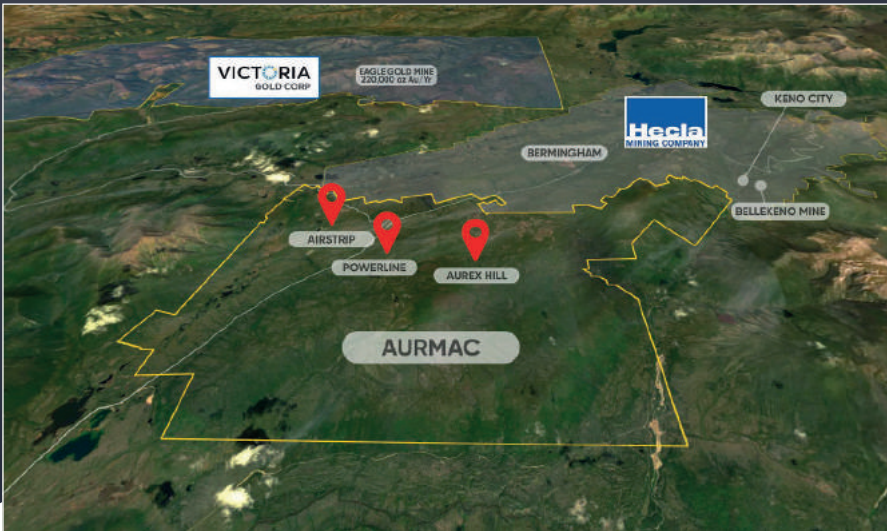 VICTORIA
GOLD CORP
EAGLE GOLD MINE
220,000 oz Au/Yr
Hecla
MINING COMPANY
KENO CITY
BERMINGHAM
BELLEKENO MINE
AIRSTRIP
POWERLINE
AUREX HILL
AURMAC